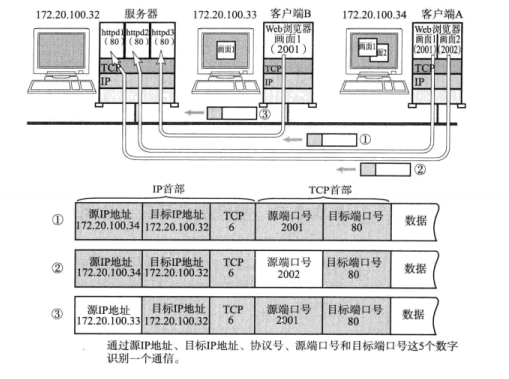 172.20.100.32 服务器 172.20.100.33 客户端B 172.20.100.34 客户端A
httpd1 httpd2 httpd3
(80) (80) (80)
画面1
Web浏览器
画面1
(2001)
画面1
画面2
Web浏览器
画面1 画面2
(2001) (2002)
TCP TCP TCP
IP IP IP
③
①
②
IP首部 TCP首部
① 源IP地址 目标IP地址 TCP 源端口号 目标端口号 数据
172.20.100.34 172.20.100.32 6 2001 80
② 源IP地址 目标IP地址 TCP 源端口号 目标端口号 数据
172.20.100.34 172.20.100.32 6 2002 80
③ 源IP地址 目标IP地址 TCP 源端口号 目标端口号 数据
172.20.100.33 172.20.100.32 6 2001 80
通过源IP地址、目标IP地址、协议号、源端口号和目标端口号这5个数字
识别一个通信。